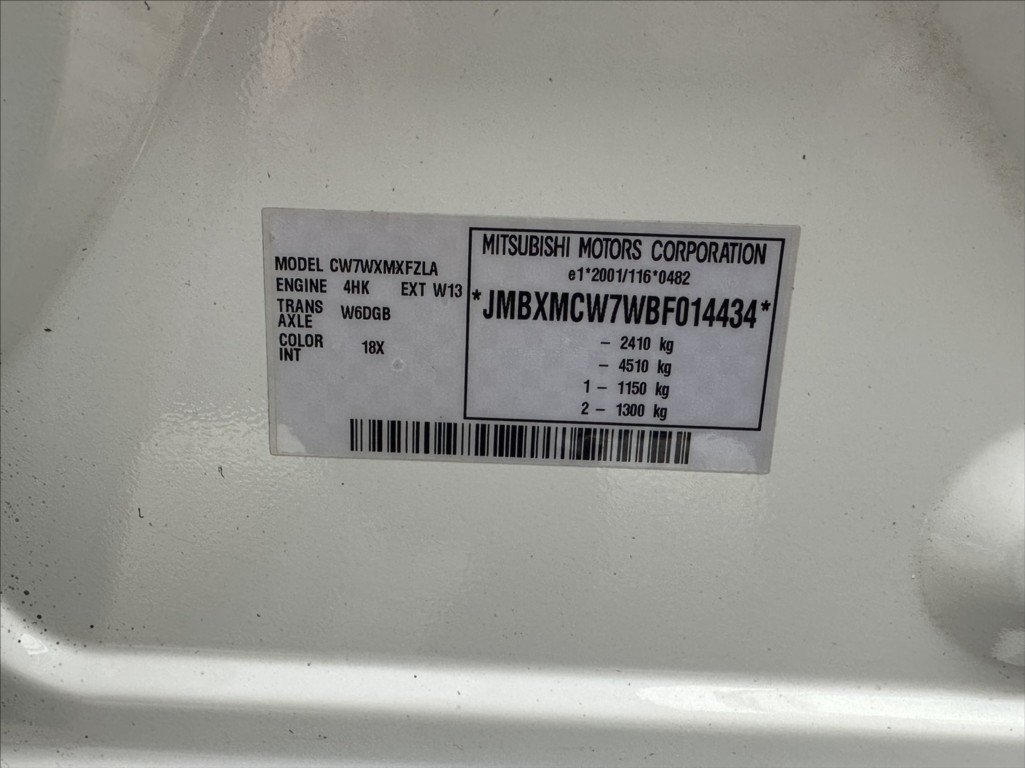 MODEL CW7WXMXFZLA
ENGINE 4HK EXT W13
TRANS
AXLE W6DGB
COLOR
INT 18X
MITSUBISHI MOTORS CORPORATION
e1*2001/116*0482
*JMBXMCW7WBF014434*
– 2410 kg
– 4510 kg
1 – 1150 kg
2 – 1300 kg